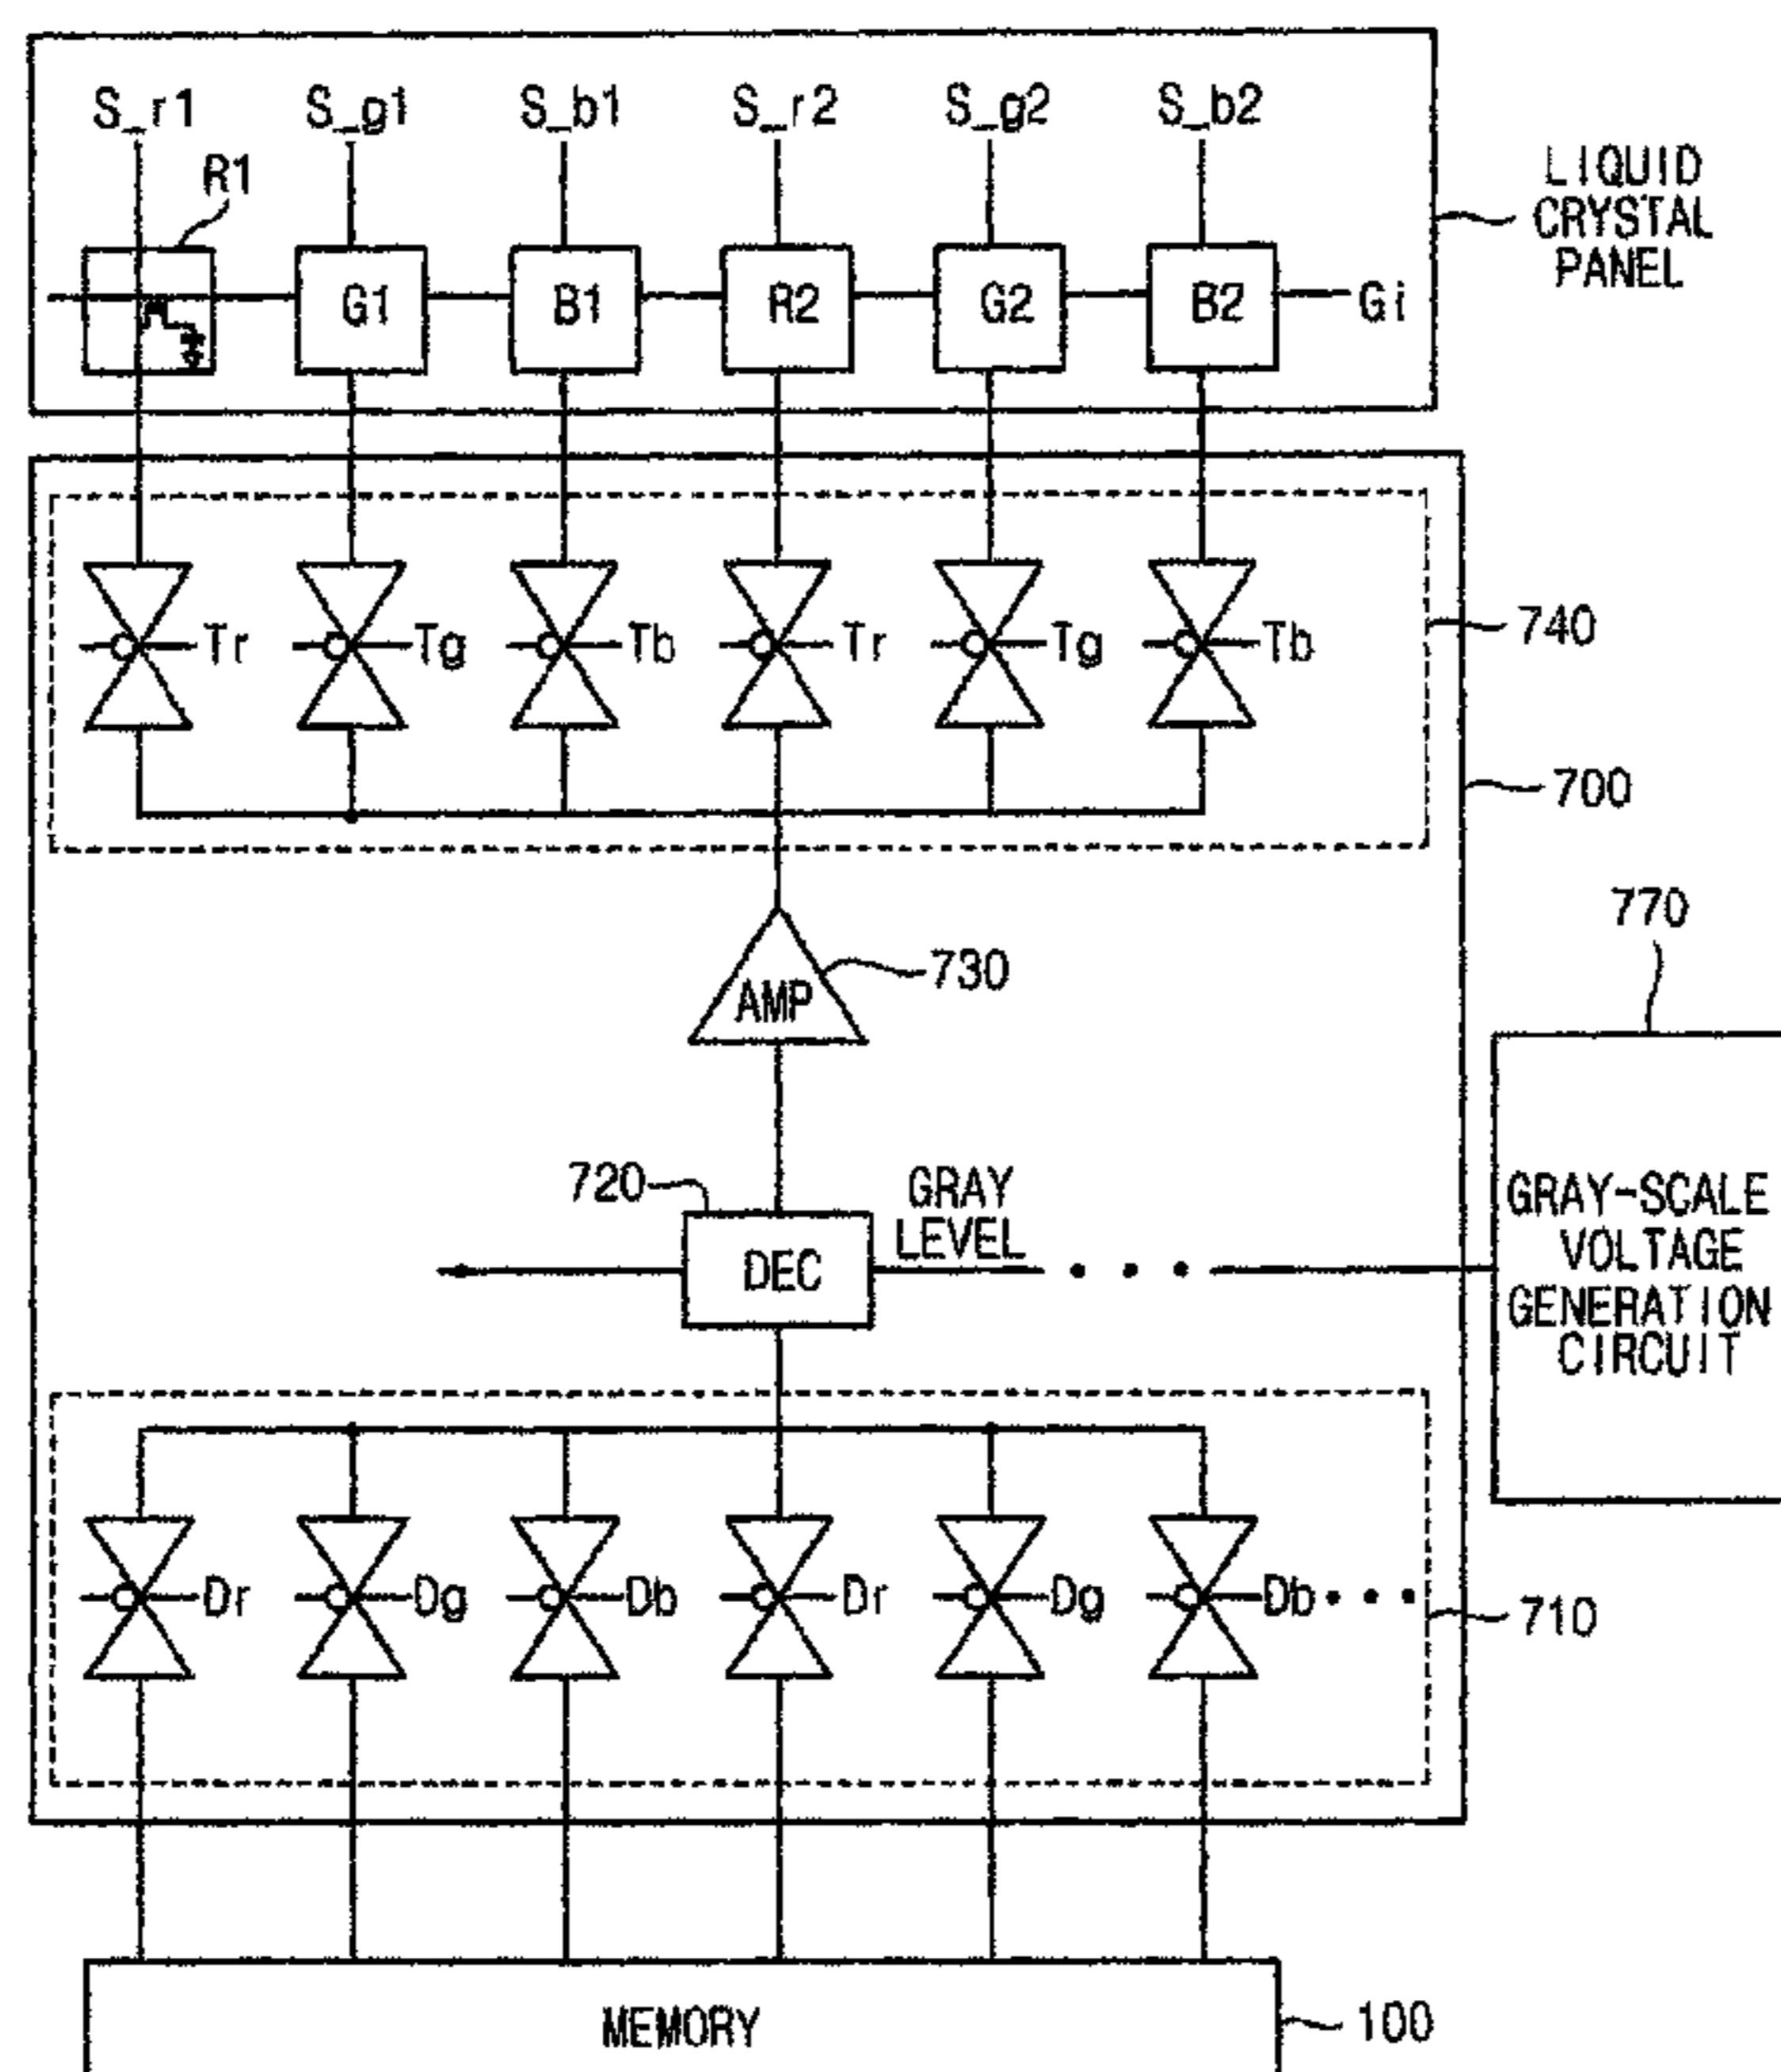 S_r1 S_g1 S_b1 S_r2 S_g2 S_b2
R1
LIQUID
CRYSTAL
PANEL
G1 B1 R2 G2 B2 Gi
Tr Tg Tb Tr Tg Tb
740
700
770
730
AMP
720
GRAY
LEVEL
DEC
GRAY-SCALE
VOLTAGE
GENERATION
CIRCUIT
Dr Dg Db Dr Dg Db
710
MEMORY
100